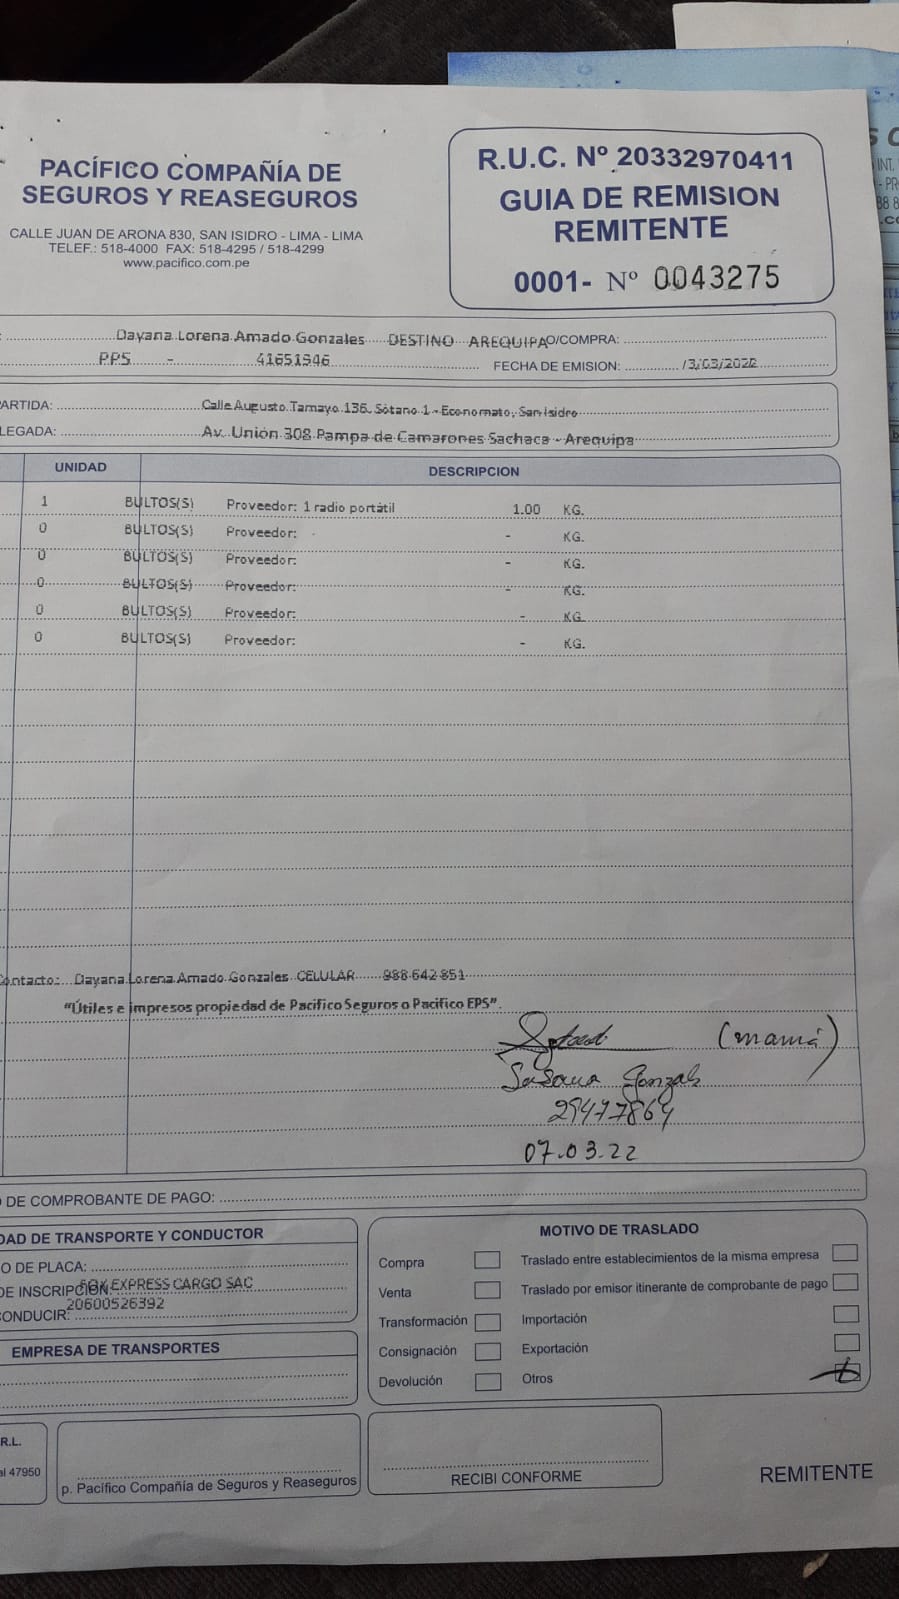 PACÍFICO COMPAÑÍA DE
SEGUROS Y REASEGUROS
CALLE JUAN DE ARONA 830, SAN ISIDRO - LIMA - LIMA
TELEF.: 518-4000 FAX: 518-4295 / 518-4299
www.pacifico.com.pe
R.U.C. Nº 20332970411
GUIA DE REMISION
REMITENTE
0001- Nº 0043275
Dayana Lorena Amado Gonzales DESTINO AREQUIPA O/COMPRA:
PPS - 41651546
FECHA DE EMISION: /3/03/2022
ARTIDA: Calle Augusto Tamayo 136. Sótano 1 - Economato, San Isidro
LEGADA: Av. Unión 308 Pampa de Camarones Sachaca - Arequipa
UNIDAD DESCRIPCION
1 BULTOS(S) Proveedor: 1 radio portátil 1.00 KG.
0 BULTOS(S) Proveedor: - KG.
0 BULTOS(S) Proveedor: - KG.
0 BULTOS(S) Proveedor: - KG.
0 BULTOS(S) Proveedor: - KG.
0 BULTOS(S) Proveedor: - KG.
Contacto: Dayana Lorena Amado Gonzales CELULAR 988 642 851
"Útiles e impresos propiedad de Pacifico Seguros o Pacifico EPS".
(mamá)
Susana Gonzals
29477864
07.03.22
O DE COMPROBANTE DE PAGO:
DAD DE TRANSPORTE Y CONDUCTOR
O DE PLACA:
DE INSCRIPCIÓN: FOX EXPRESS CARGO SAC
CONDUCIR: 20600526392
EMPRESA DE TRANSPORTES
MOTIVO DE TRASLADO
Compra Traslado entre establecimientos de la misma empresa
Venta Traslado por emisor itinerante de comprobante de pago
Transformación Importación
Consignación Exportación
Devolución Otros
R.L.
al 47950
p. Pacífico Compañía de Seguros y Reaseguros
RECIBI CONFORME
REMITENTE